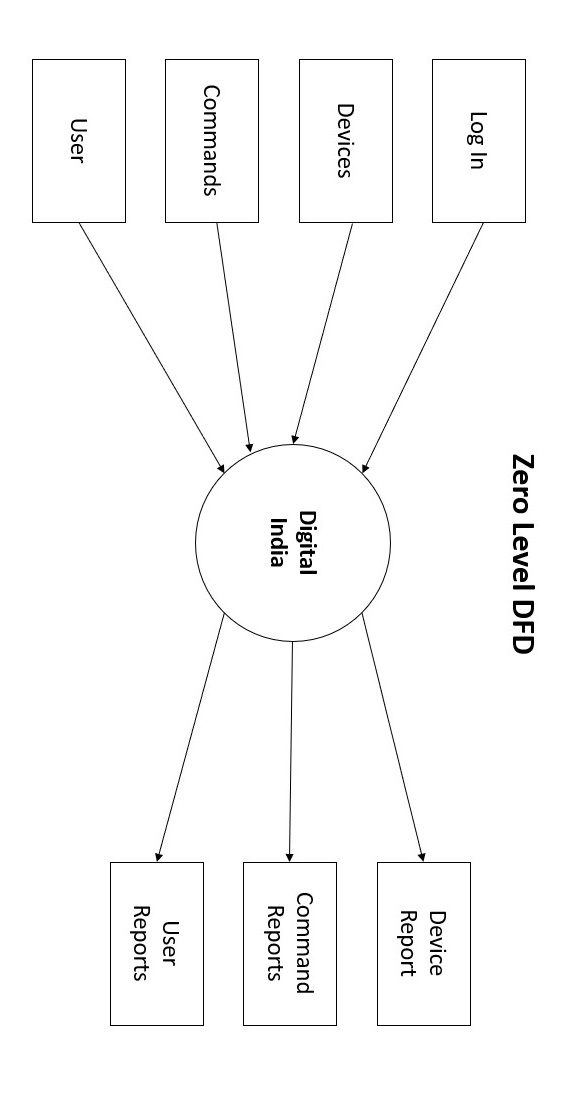 Zero Level DFD
Log In
Devices
Commands
User
Digital
India
Device
Report
Command
Reports
User
Reports